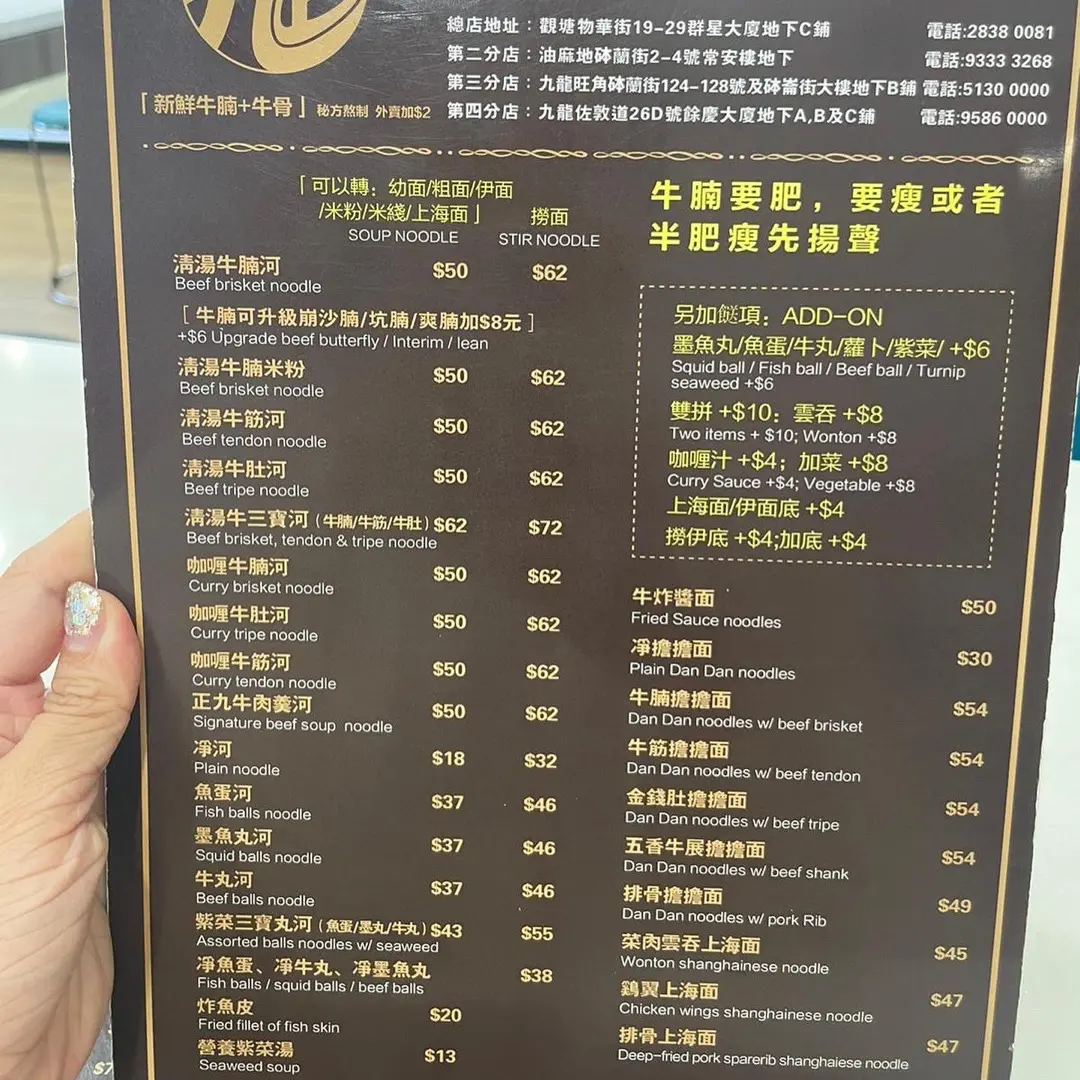 總店地址：觀塘物華街19-29群星大廈地下C鋪 電話:2838 0081
第二分店：油麻地砵蘭街2-4號常安樓地下 電話:9333 3268
第三分店：九龍旺角砵蘭街124-128號及砵崙街大樓地下B鋪 電話:5130 0000
第四分店：九龍佐敦道26D號餘慶大廈地下A,B及C鋪 電話:9586 0000
「新鮮牛腩+牛骨」秘方熬制 外賣加$2
「可以轉：幼面/粗面/伊面
/米粉/米綫/上海面」 撈面
SOUP NOODLE STIR NOODLE
清湯牛腩河 $50 $62
Beef brisket noodle
[ 牛腩可升級崩沙腩/坑腩/爽腩加$8元 ]
+$6 Upgrade beef butterfly / Interim / lean
清湯牛腩米粉 $50 $62
Beef brisket noodle
清湯牛筋河 $50 $62
Beef tendon noodle
清湯牛肚河 $50 $62
Beef tripe noodle
清湯牛三寶河（牛腩/牛筋/牛肚）$62 $72
Beef brisket, tendon & tripe noodle
咖喱牛腩河 $50 $62
Curry brisket noodle
咖喱牛肚河 $50 $62
Curry tripe noodle
咖喱牛筋河 $50 $62
Curry tendon noodle
正九牛肉羹河 $50 $62
Signature beef soup noodle
凈河 $18 $32
Plain noodle
魚蛋河 $37 $46
Fish balls noodle
墨魚丸河 $37 $46
Squid balls noodle
牛丸河 $37 $46
Beef balls noodle
紫菜三寶丸河（魚蛋/墨丸/牛丸）$43 $55
Assorted balls noodles w/ seaweed
凈魚蛋、凈牛丸、凈墨魚丸 $38
Fish balls / squid balls / beef balls
炸魚皮 $20
Fried fillet of fish skin
營養紫菜湯 $13
Seaweed soup
牛腩要肥，要瘦或者
半肥瘦先揚聲
另加餸項：ADD-ON
墨魚丸/魚蛋/牛丸/蘿卜/紫菜/ +$6
Squid ball / Fish ball / Beef ball / Turnip
seaweed +$6
雙拼 +$10：雲吞 +$8
Two items + $10; Wonton +$8
咖喱汁 +$4；加菜 +$8
Curry Sauce +$4; Vegetable +$8
上海面/伊面底 +$4
撈伊底 +$4;加底 +$4
牛炸醬面 $50
Fried Sauce noodles
凈擔擔面 $30
Plain Dan Dan noodles
牛腩擔擔面 $54
Dan Dan noodles w/ beef brisket
牛筋擔擔面 $54
Dan Dan noodles w/ beef tendon
金錢肚擔擔面 $54
Dan Dan noodles w/ beef tripe
五香牛展擔擔面 $54
Dan Dan noodles w/ beef shank
排骨擔擔面 $49
Dan Dan noodles w/ pork Rib
菜肉雲吞上海面 $45
Wonton shanghainese noodle
鷄翼上海面 $47
Chicken wings shanghainese noodle
排骨上海面 $47
Deep-fried pork sparerib shanghaiese noodle